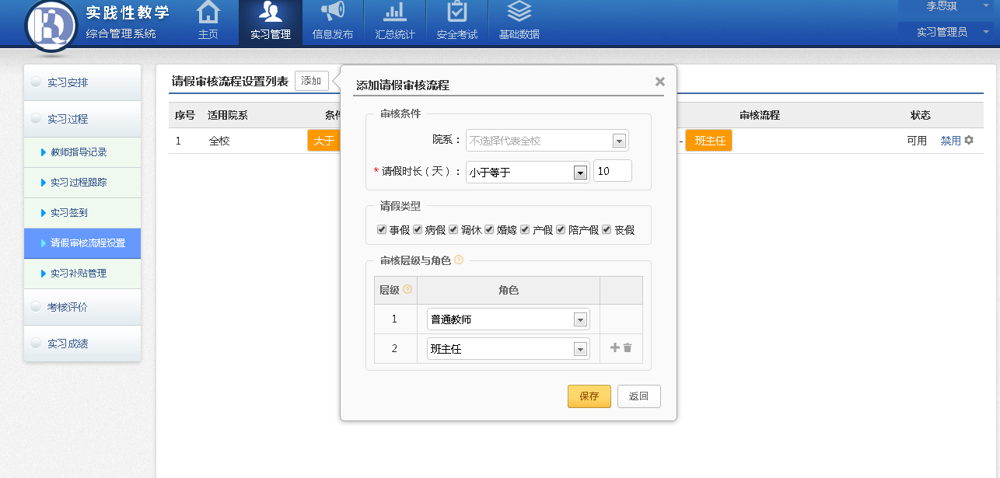 实践性教学
综合管理系统
主页
实习管理
信息发布
汇总统计
安全考试
基础数据
李思琪
实习管理员
实习安排
实习过程
教师指导记录
实习过程跟踪
实习签到
请假审核流程设置
实习补贴管理
考核评价
实习成绩
请假审核流程设置列表 添加
序号 适用院系 条件 审核流程 状态
1 全校 大于 - 班主任 可用 禁用
添加请假审核流程
审核条件
院系： 不选择代表全校
* 请假时长（天）： 小于等于 10
请假类型
事假 病假 调休 婚嫁 产假 陪产假 丧假
审核层级与角色 ?
层级 ? 角色
1 普通教师
2 班主任
保存 返回